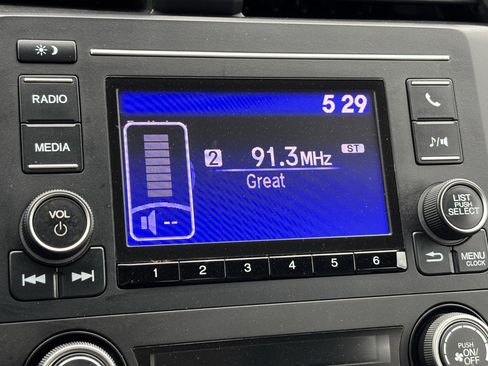 RADIO
MEDIA
VOL
5 29
2 91.3MHz ST
Great
--
1 2 3 4 5 6
LIST
PUSH
SELECT
MENU
CLOCK
PUSH
ON/
OFF